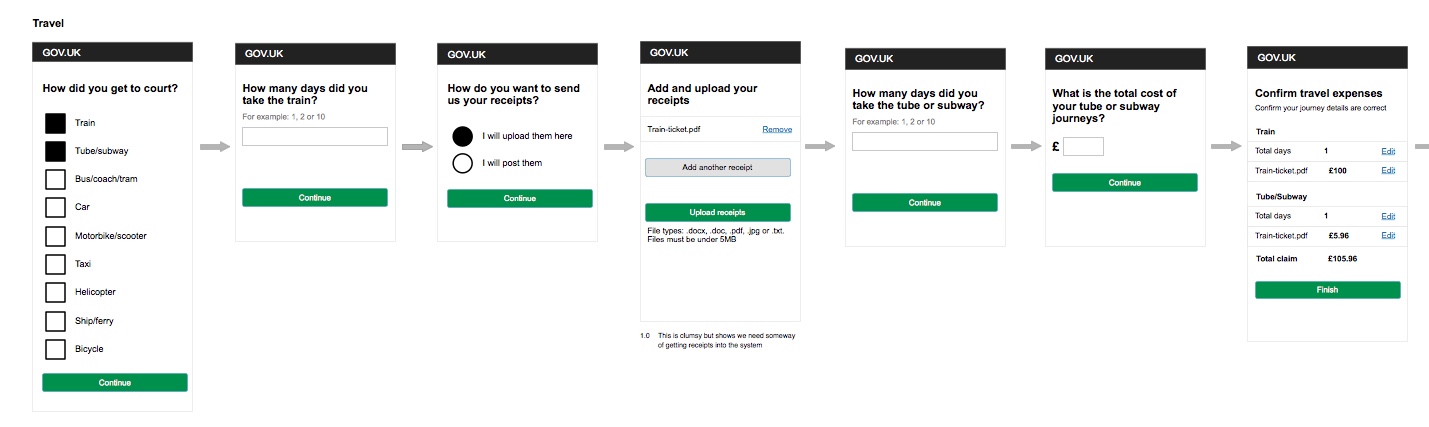 Travel
GOV.UK
How did you get to court?
Train
Tube/subway
Bus/coach/tram
Car
Motorbike/scooter
Taxi
Helicopter
Ship/ferry
Bicycle
Continue
GOV.UK
How many days did you
take the train?
For example: 1, 2 or 10
Continue
GOV.UK
How do you want to send
us your receipts?
I will upload them here
I will post them
Continue
GOV.UK
Add and upload your
receipts
Train-ticket.pdf Remove
Add another receipt
Upload receipts
File types: .docx, .doc, .pdf, .jpg or .txt.
Files must be under 5MB
1.0 This is clumsy but shows we need someway
of getting receipts into the system
GOV.UK
How many days did you
take the tube or subway?
For example: 1, 2 or 10
Continue
GOV.UK
What is the total cost of
your tube or subway
journeys?
£
Continue
GOV.UK
Confirm travel expenses
Confirm your journey details are correct
Train
Total days 1 Edit
Train-ticket.pdf £100 Edit
Tube/Subway
Total days 1 Edit
Train-ticket.pdf £5.96 Edit
Total claim £105.96
Finish